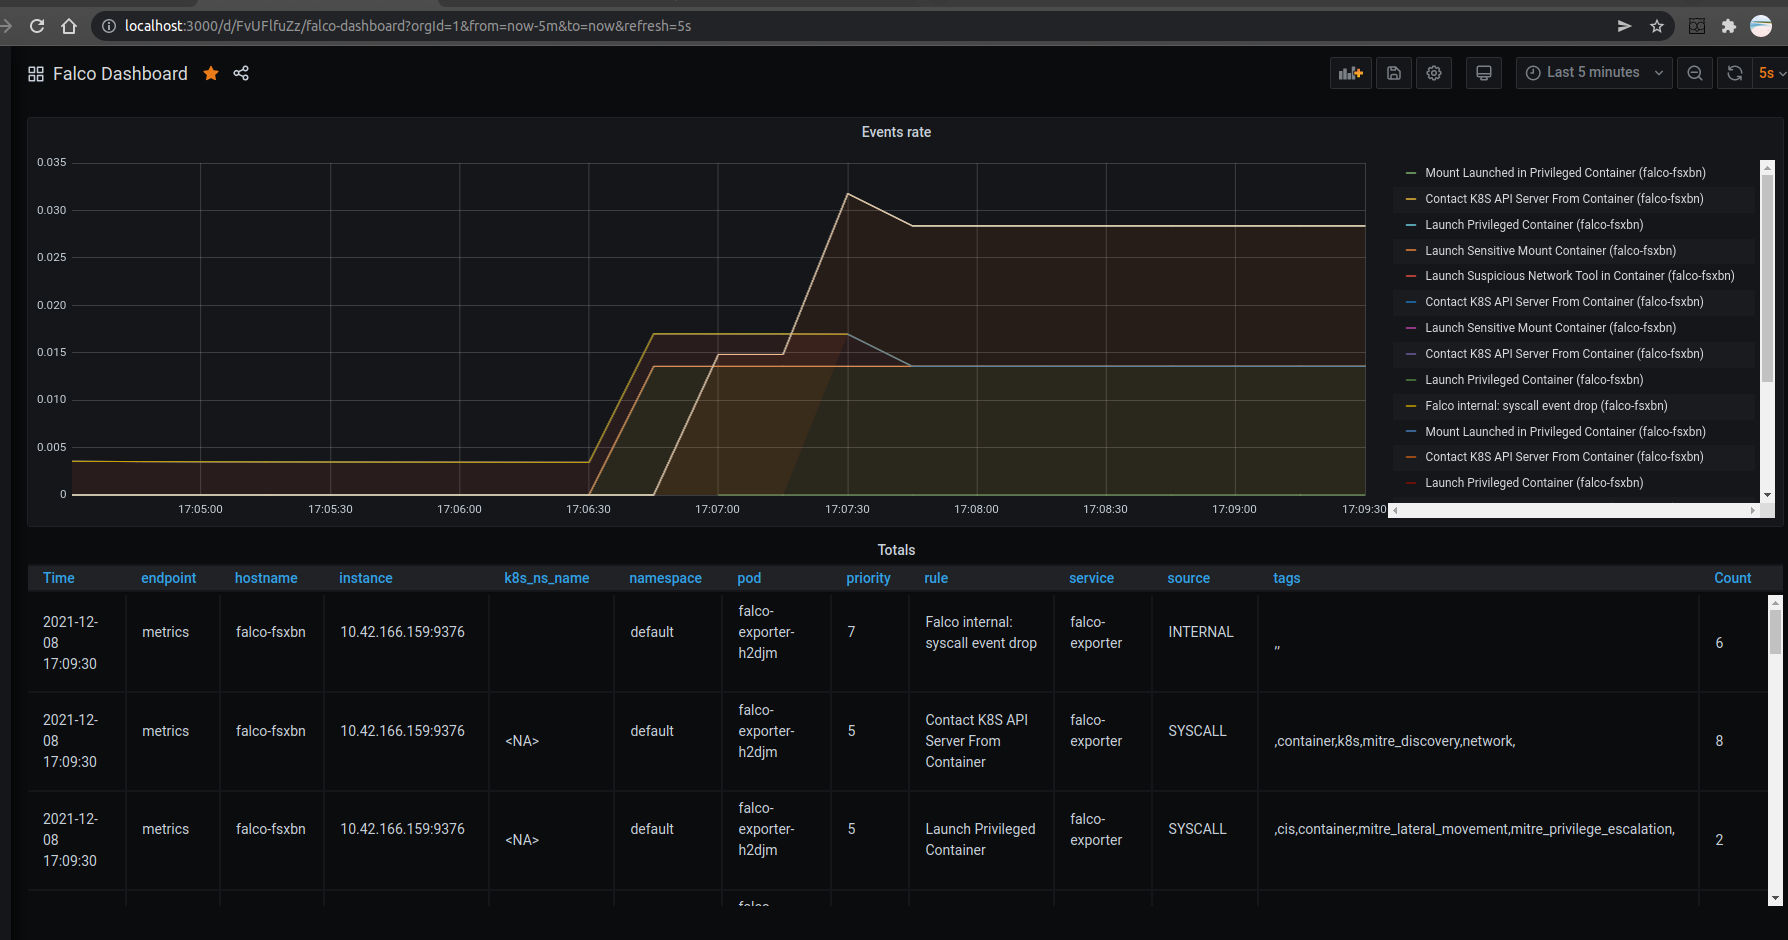 localhost:3000/d/FvUFlfuZz/falco-dashboard?orgId=1&from=now-5m&to=now&refresh=5s
Falco Dashboard
Last 5 minutes
5s
Events rate
0.035
0.030
0.025
0.020
0.015
0.010
0.005
0
17:05:00 17:05:30 17:06:00 17:06:30 17:07:00 17:07:30 17:08:00 17:08:30 17:09:00 17:09:30
Mount Launched in Privileged Container (falco-fsxbn)
Contact K8S API Server From Container (falco-fsxbn)
Launch Privileged Container (falco-fsxbn)
Launch Sensitive Mount Container (falco-fsxbn)
Launch Suspicious Network Tool in Container (falco-fsxbn)
Contact K8S API Server From Container (falco-fsxbn)
Launch Sensitive Mount Container (falco-fsxbn)
Contact K8S API Server From Container (falco-fsxbn)
Launch Privileged Container (falco-fsxbn)
Falco internal: syscall event drop (falco-fsxbn)
Mount Launched in Privileged Container (falco-fsxbn)
Contact K8S API Server From Container (falco-fsxbn)
Launch Privileged Container (falco-fsxbn)
Totals
Time endpoint hostname instance k8s_ns_name namespace pod priority rule service source tags Count
2021-12-
08
17:09:30
metrics
falco-fsxbn
10.42.166.159:9376
default
falco-
exporter-
h2djm
7
Falco internal:
syscall event drop
falco-
exporter
INTERNAL
,,
6
2021-12-
08
17:09:30
metrics
falco-fsxbn
10.42.166.159:9376
<NA>
default
falco-
exporter-
h2djm
5
Contact K8S API
Server From
Container
falco-
exporter
SYSCALL
,container,k8s,mitre_discovery,network,
8
2021-12-
08
17:09:30
metrics
falco-fsxbn
10.42.166.159:9376
<NA>
default
falco-
exporter-
h2djm
5
Launch Privileged
Container
falco-
exporter
SYSCALL
,cis,container,mitre_lateral_movement,mitre_privilege_escalation,
2
falco-